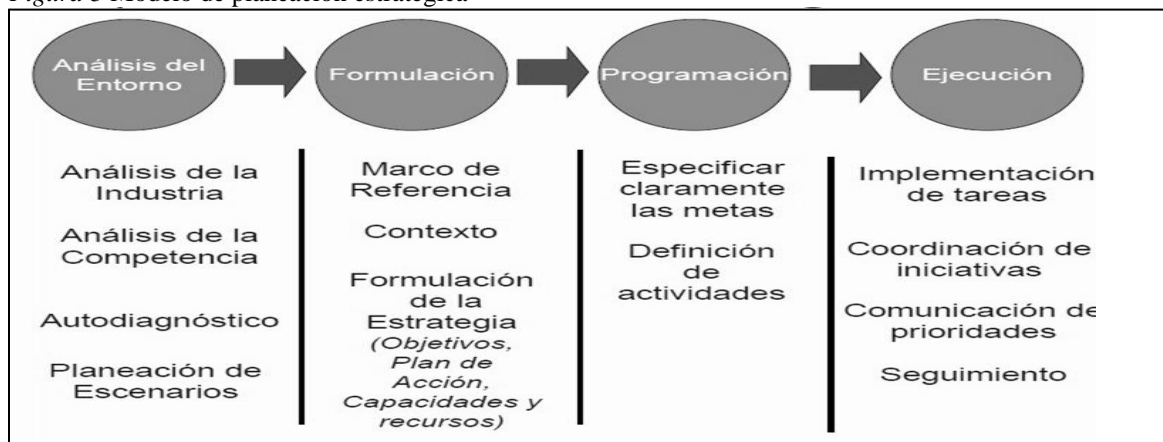 Figura 3 Modelo de planeación estratégica
Análisis del
Entorno
Formulación
Programación
Ejecución
Análisis de la
Industria
Análisis de la
Competencia
Autodiagnóstico
Planeación de
Escenarios
Marco de
Referencia
Contexto
Formulación
de la
Estrategia
(Objetivos,
Plan de
Acción,
Capacidades y
recursos)
Especificar
claramente
las metas
Definición
de
actividades
Implementación
de tareas
Coordinación de
iniciativas
Comunicación de
prioridades
Seguimiento